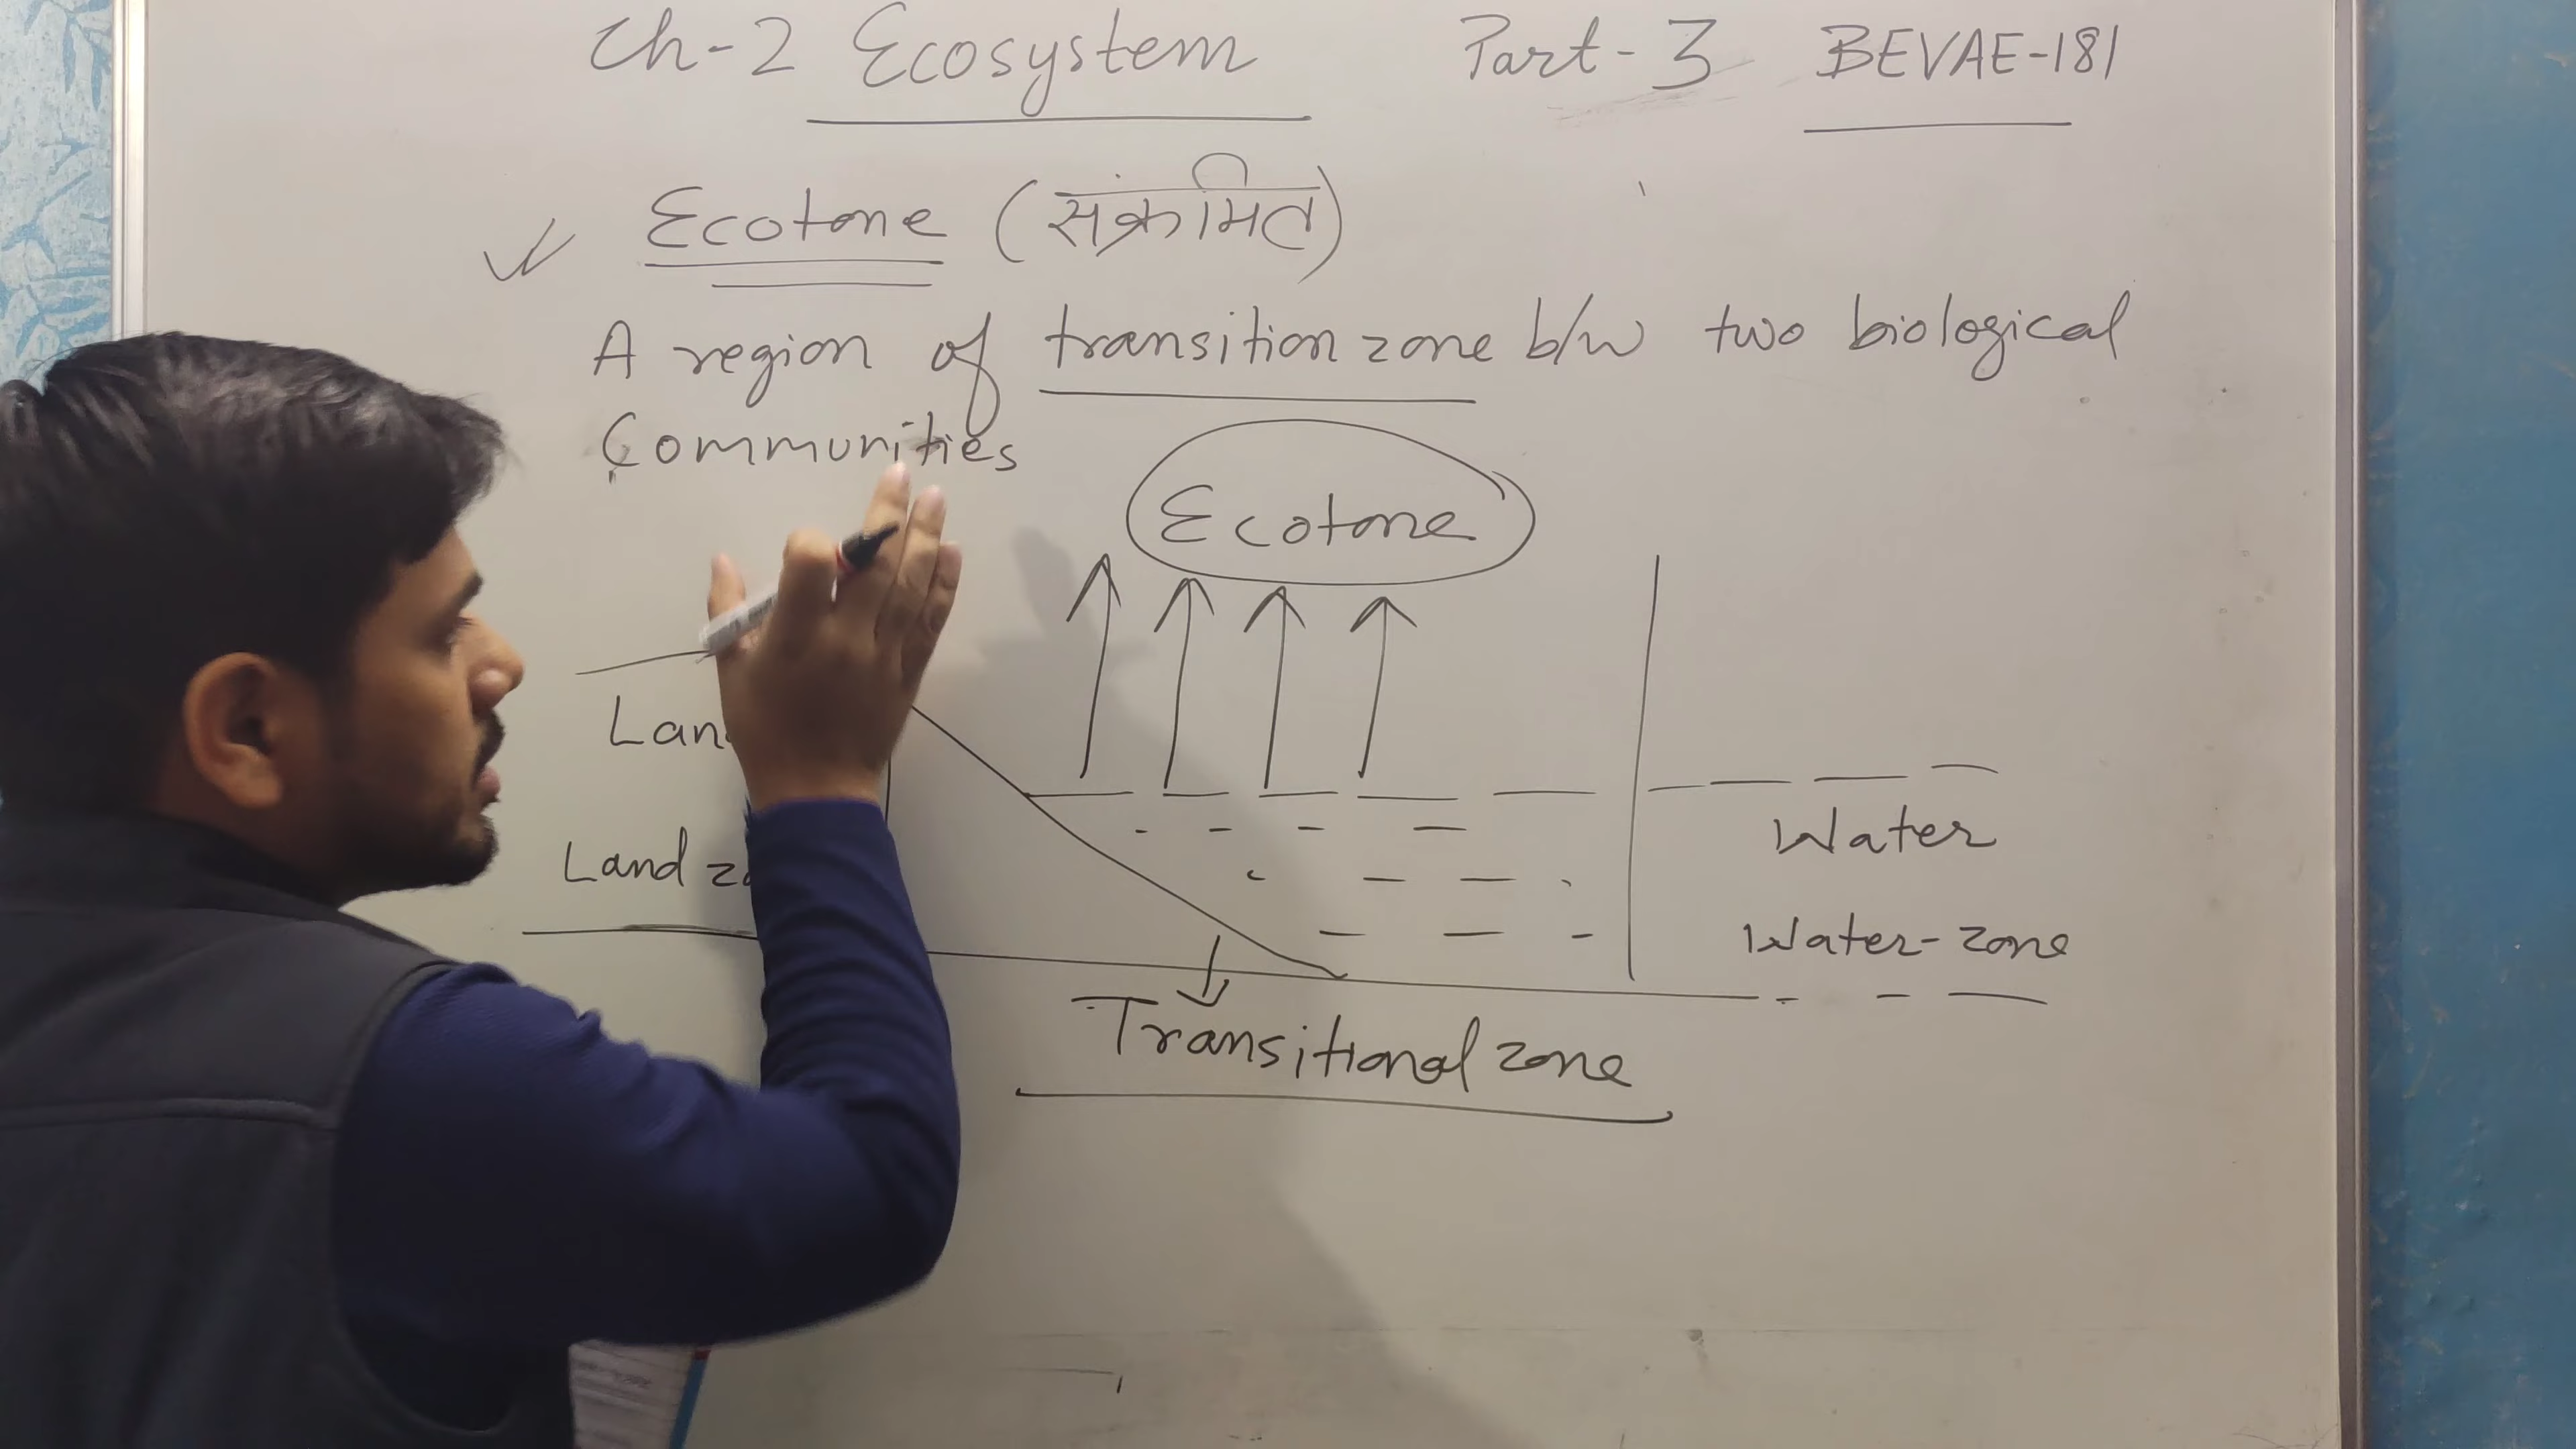 Ch-2 Ecosystem Part-3 BEVAE-181
Ecotone (संक्रामित)
A region of transition zone b/w two biological
Communities
Ecotone
Lan
Water
Land zo
Water-zone
Transitional zone